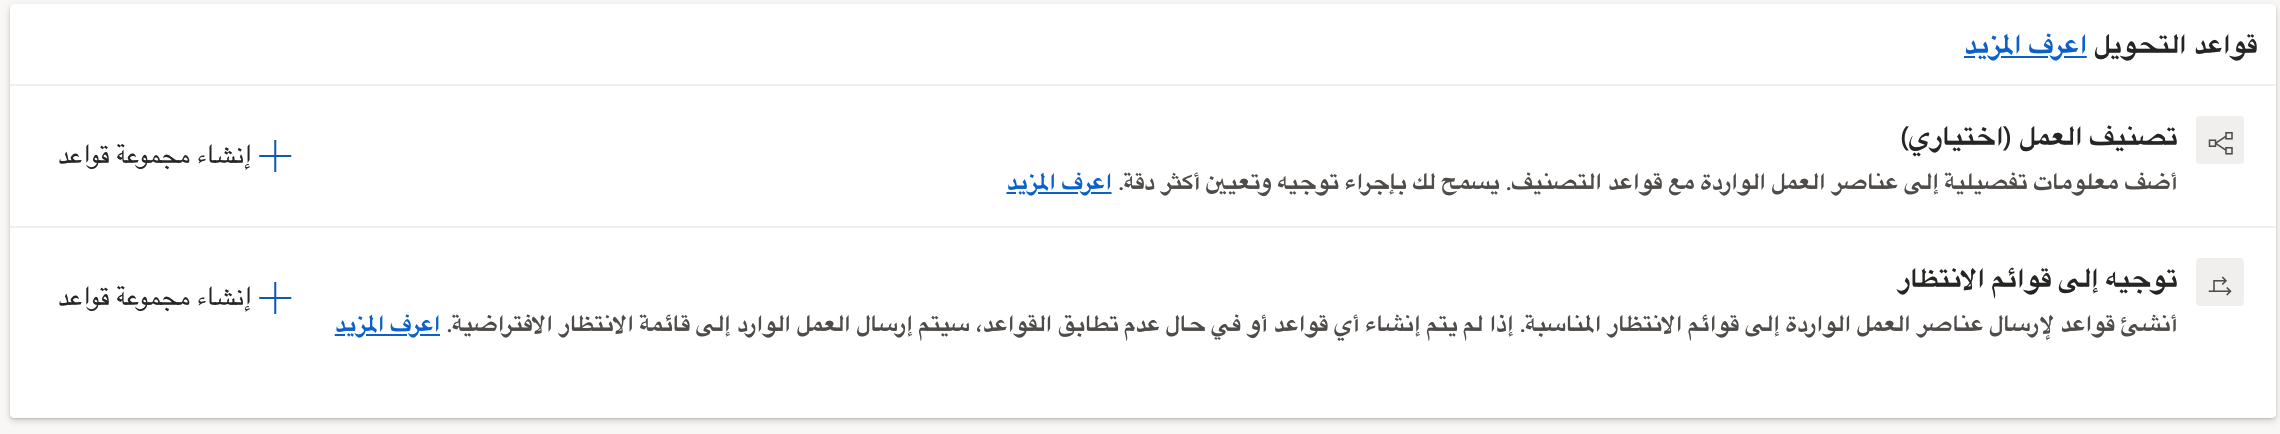 قواعد التحويل اعرف المزيد
تصنيف العمل (اختياري)
أضف معلومات تفصيلية إلى عناصر العمل الواردة مع قواعد التصنيف. يسمح لك بإجراء توجيه وتعيين أكثر دقة. اعرف المزيد
إنشاء مجموعة قواعد
توجيه إلى قوائم الانتظار
أنشئ قواعد لإرسال عناصر العمل الواردة إلى قوائم الانتظار المناسبة. إذا لم يتم إنشاء أي قواعد أو في حال عدم تطابق القواعد، سيتم إرسال العمل الوارد إلى قائمة الانتظار الافتراضية. اعرف المزيد
إنشاء مجموعة قواعد